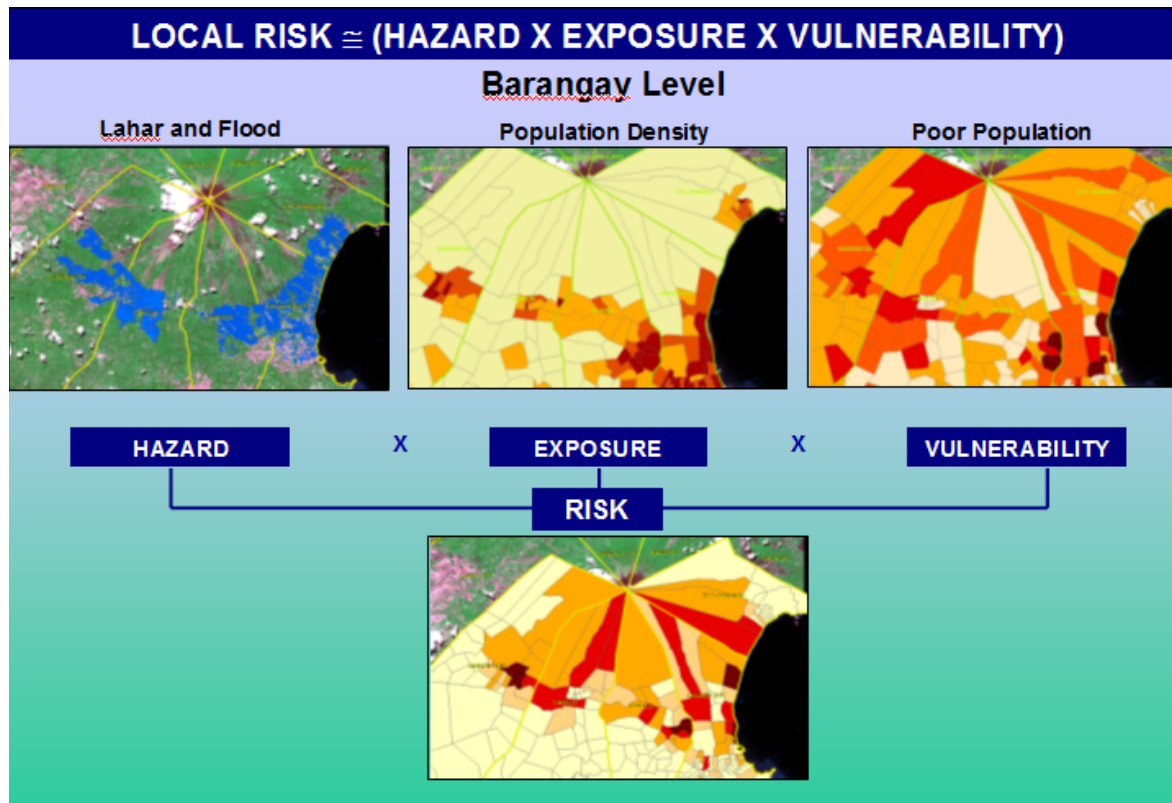 LOCAL RISK ≅ (HAZARD X EXPOSURE X VULNERABILITY)
Barangay Level
Lahar and Flood
Population Density
Poor Population
HAZARD
X
EXPOSURE
X
VULNERABILITY
RISK